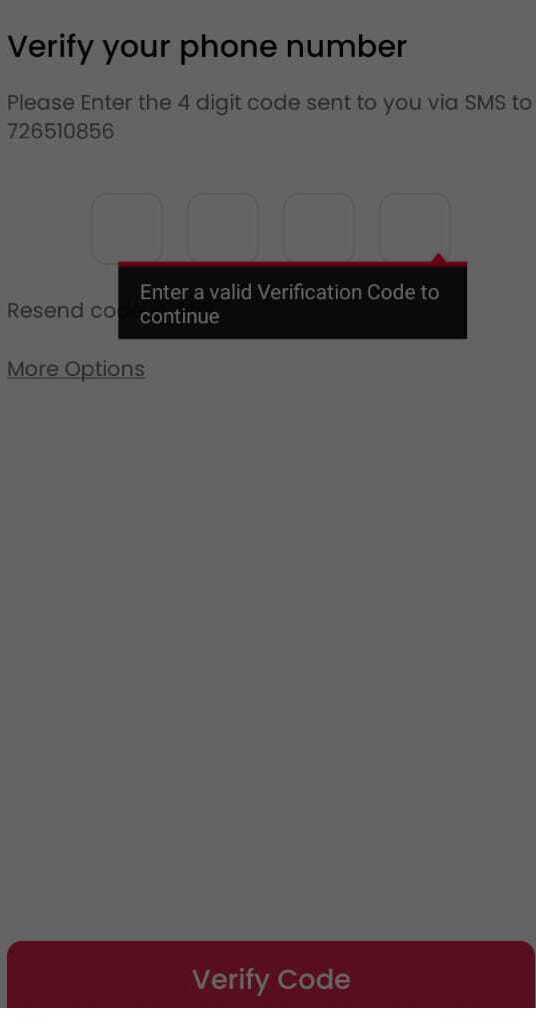 Verify your phone number
Please Enter the 4 digit code sent to you via SMS to
726510856
Enter a valid Verification Code to
continue
Resend co
More Options
Verify Code